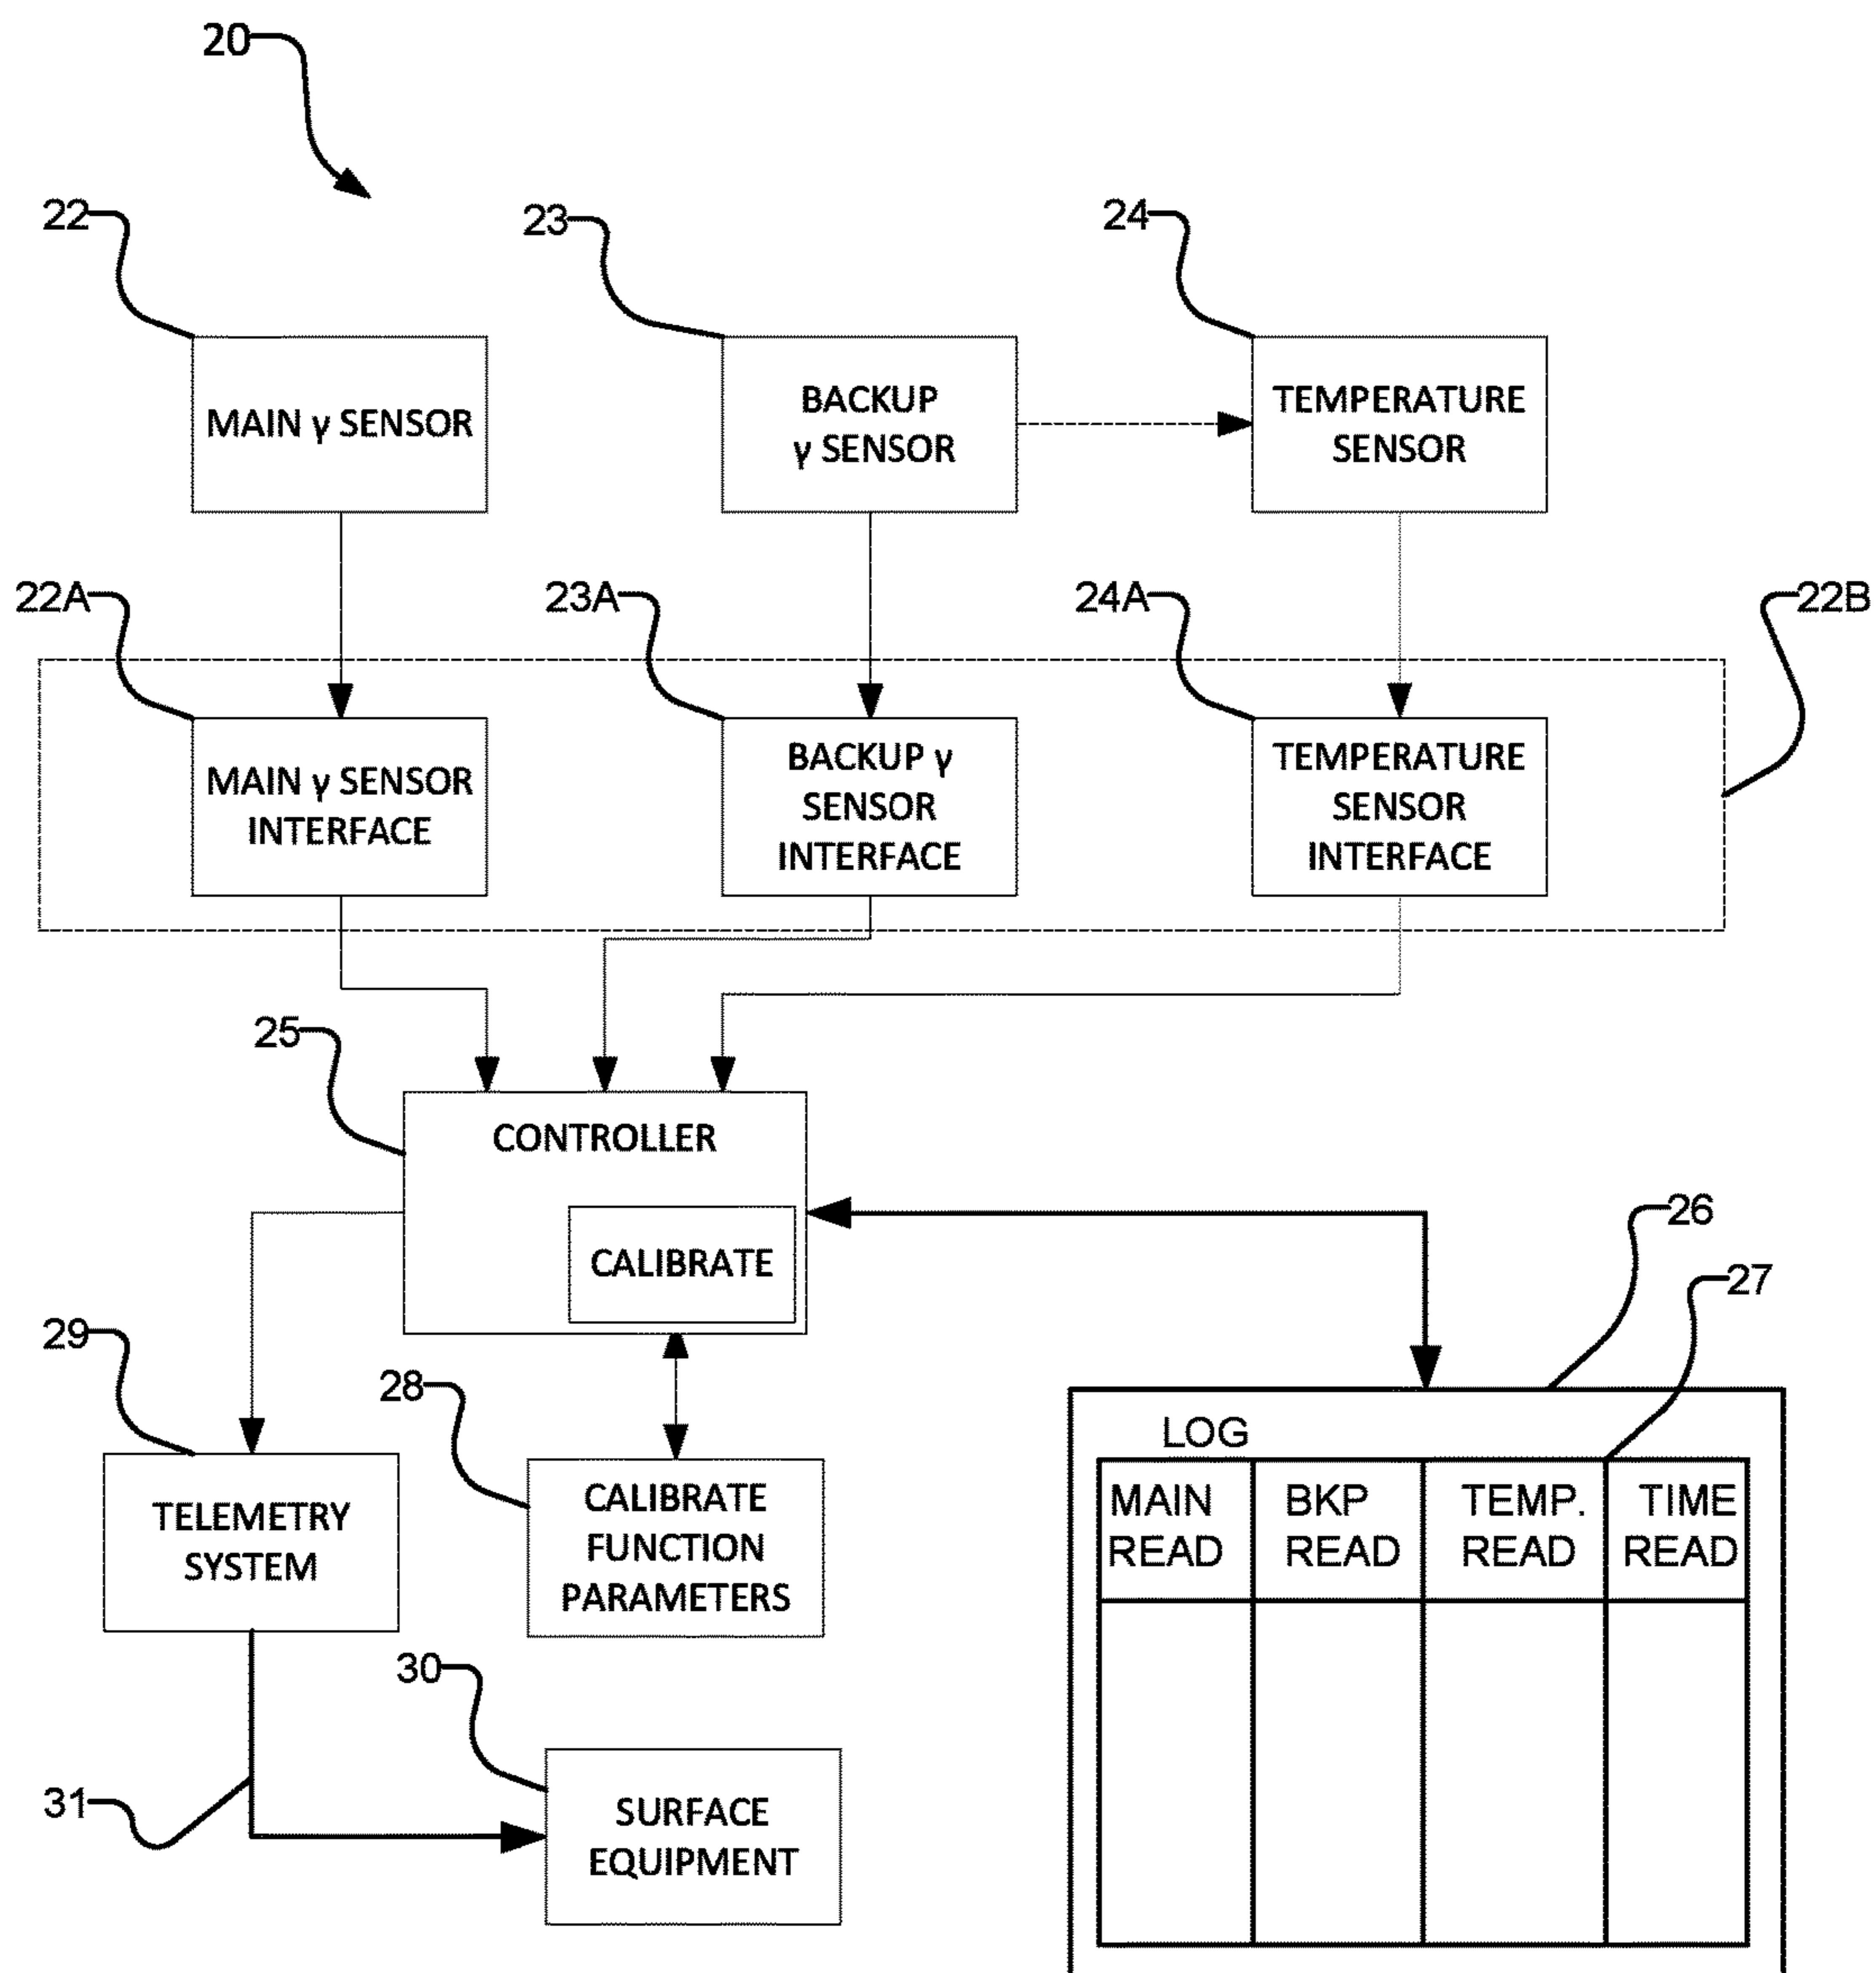 20
22
23
24
MAIN γ SENSOR
BACKUP
γ SENSOR
TEMPERATURE
SENSOR
22A
23A
24A
22B
MAIN γ SENSOR
INTERFACE
BACKUP γ
SENSOR
INTERFACE
TEMPERATURE
SENSOR
INTERFACE
25
CONTROLLER
CALIBRATE
26
27
29
28
TELEMETRY
SYSTEM
CALIBRATE
FUNCTION
PARAMETERS
LOG
MAIN READ
BKP READ
TEMP. READ
TIME READ
30
31
SURFACE
EQUIPMENT